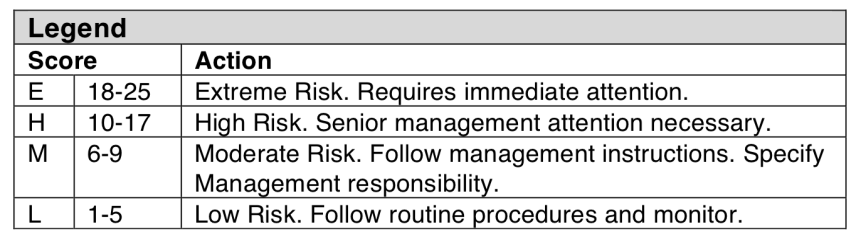 Legend
Score Action
E 18-25 Extreme Risk. Requires immediate attention.
H 10-17 High Risk. Senior management attention necessary.
M 6-9 Moderate Risk. Follow management instructions. Specify
Management responsibility.
L 1-5 Low Risk. Follow routine procedures and monitor.